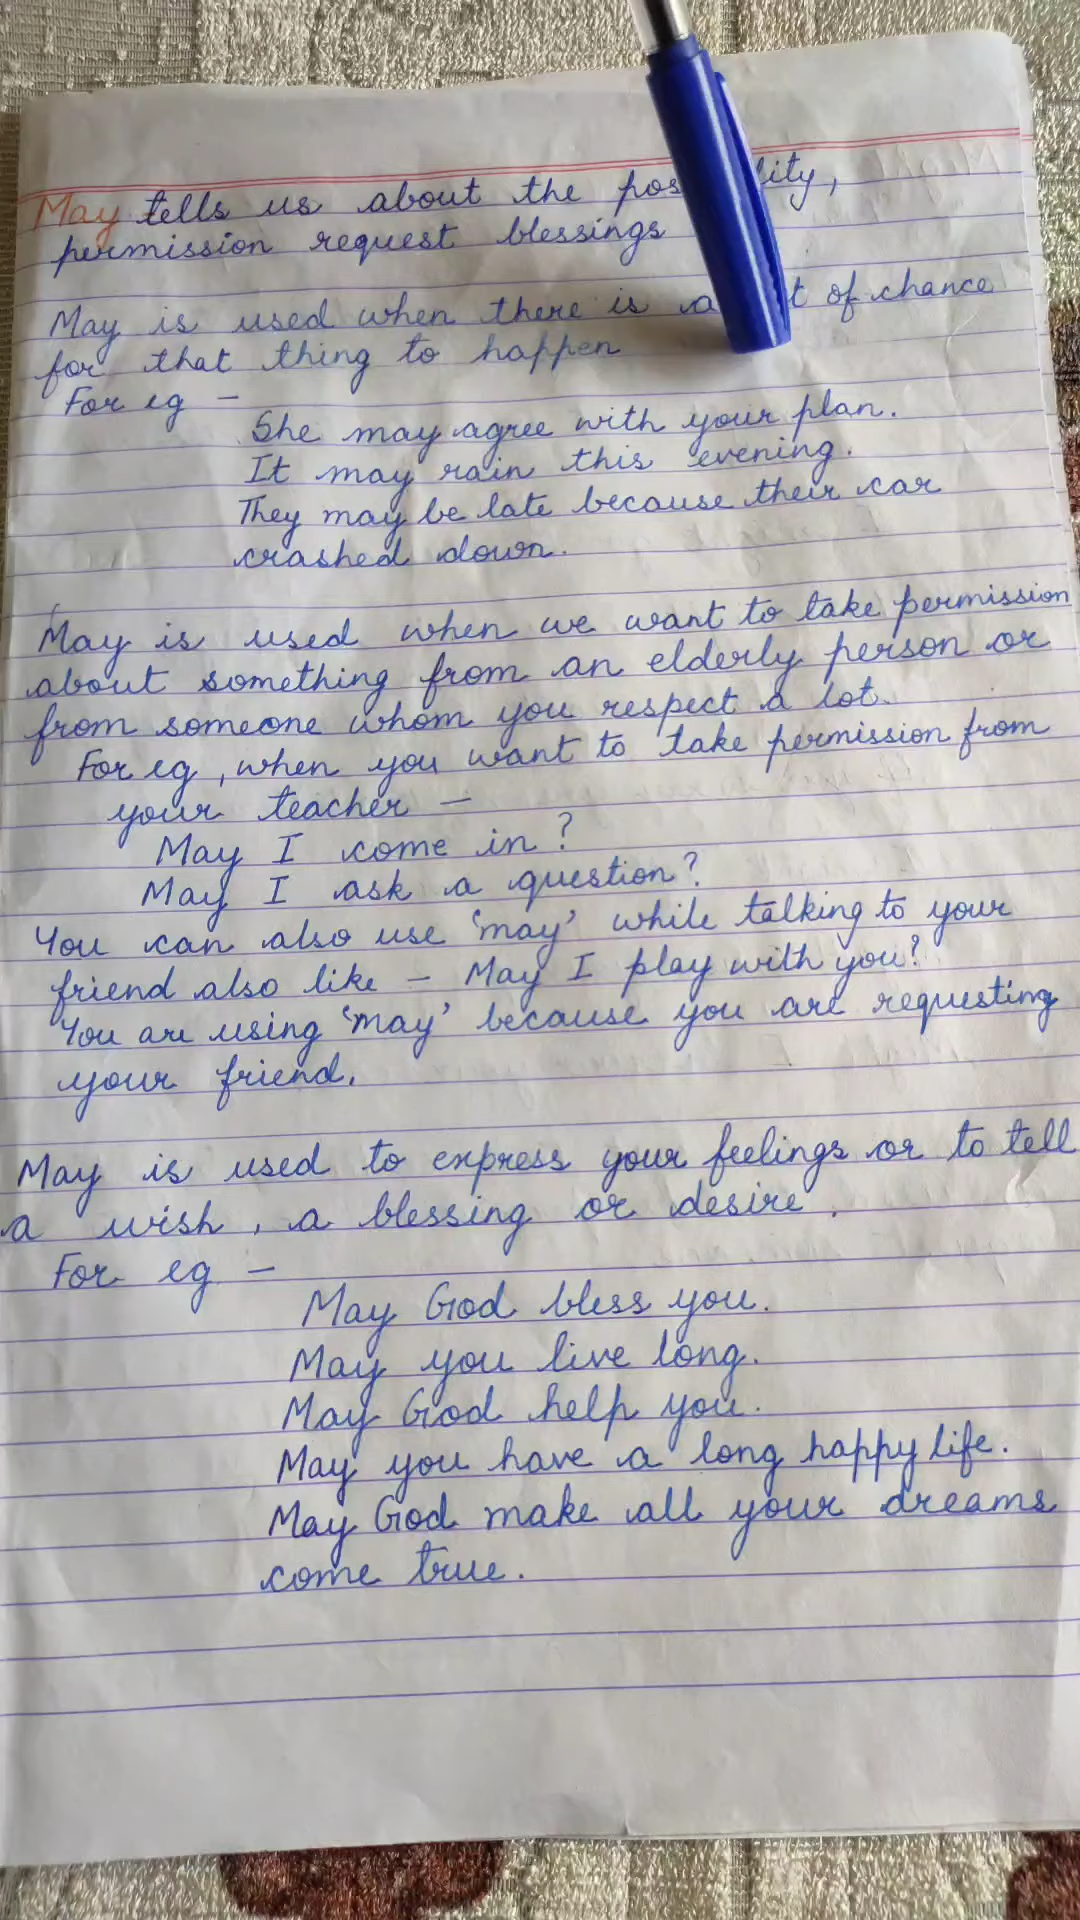 May tells us about the
permission request blessings
May is used when there is a of chance
for that thing to happen
For eg -
She may agree with your plan.
It may rain this evening.
They may be late because their car
crashed down.
May is used when we want to take permission
about something from an elderly person or
from someone whom you respect a lot.
For eg, when you want to take permission from
your teacher -
May I come in?
May I ask a question?
You can also use 'may' while talking to your
friend also like - May I play with you?
You are using 'may' because you are requesting
your friend.
May is used to express your feelings or to tell
a wish, a blessing or desire.
For eg -
May God bless you.
May you live long.
May God help you.
May you have a long happy life.
May God make all your dreams
come true.